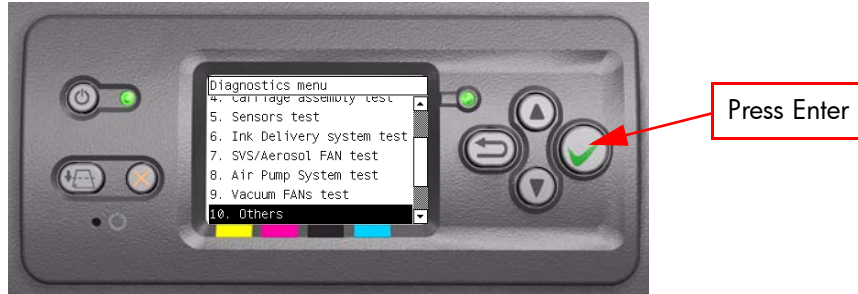 Diagnostics menu
4. Carriage assembly test
5. Sensors test
6. Ink Delivery system test
7. SVS/Aerosol FAN test
8. Air Pump System test
9. Vacuum FANs test
10. Others
Press Enter